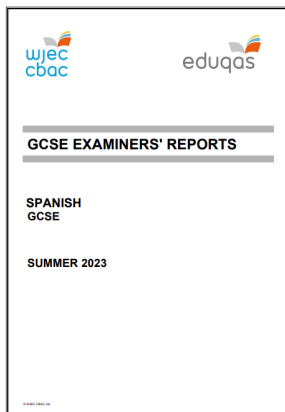 wjec
cbac
eduqas
GCSE EXAMINERS' REPORTS
SPANISH
GCSE
SUMMER 2023